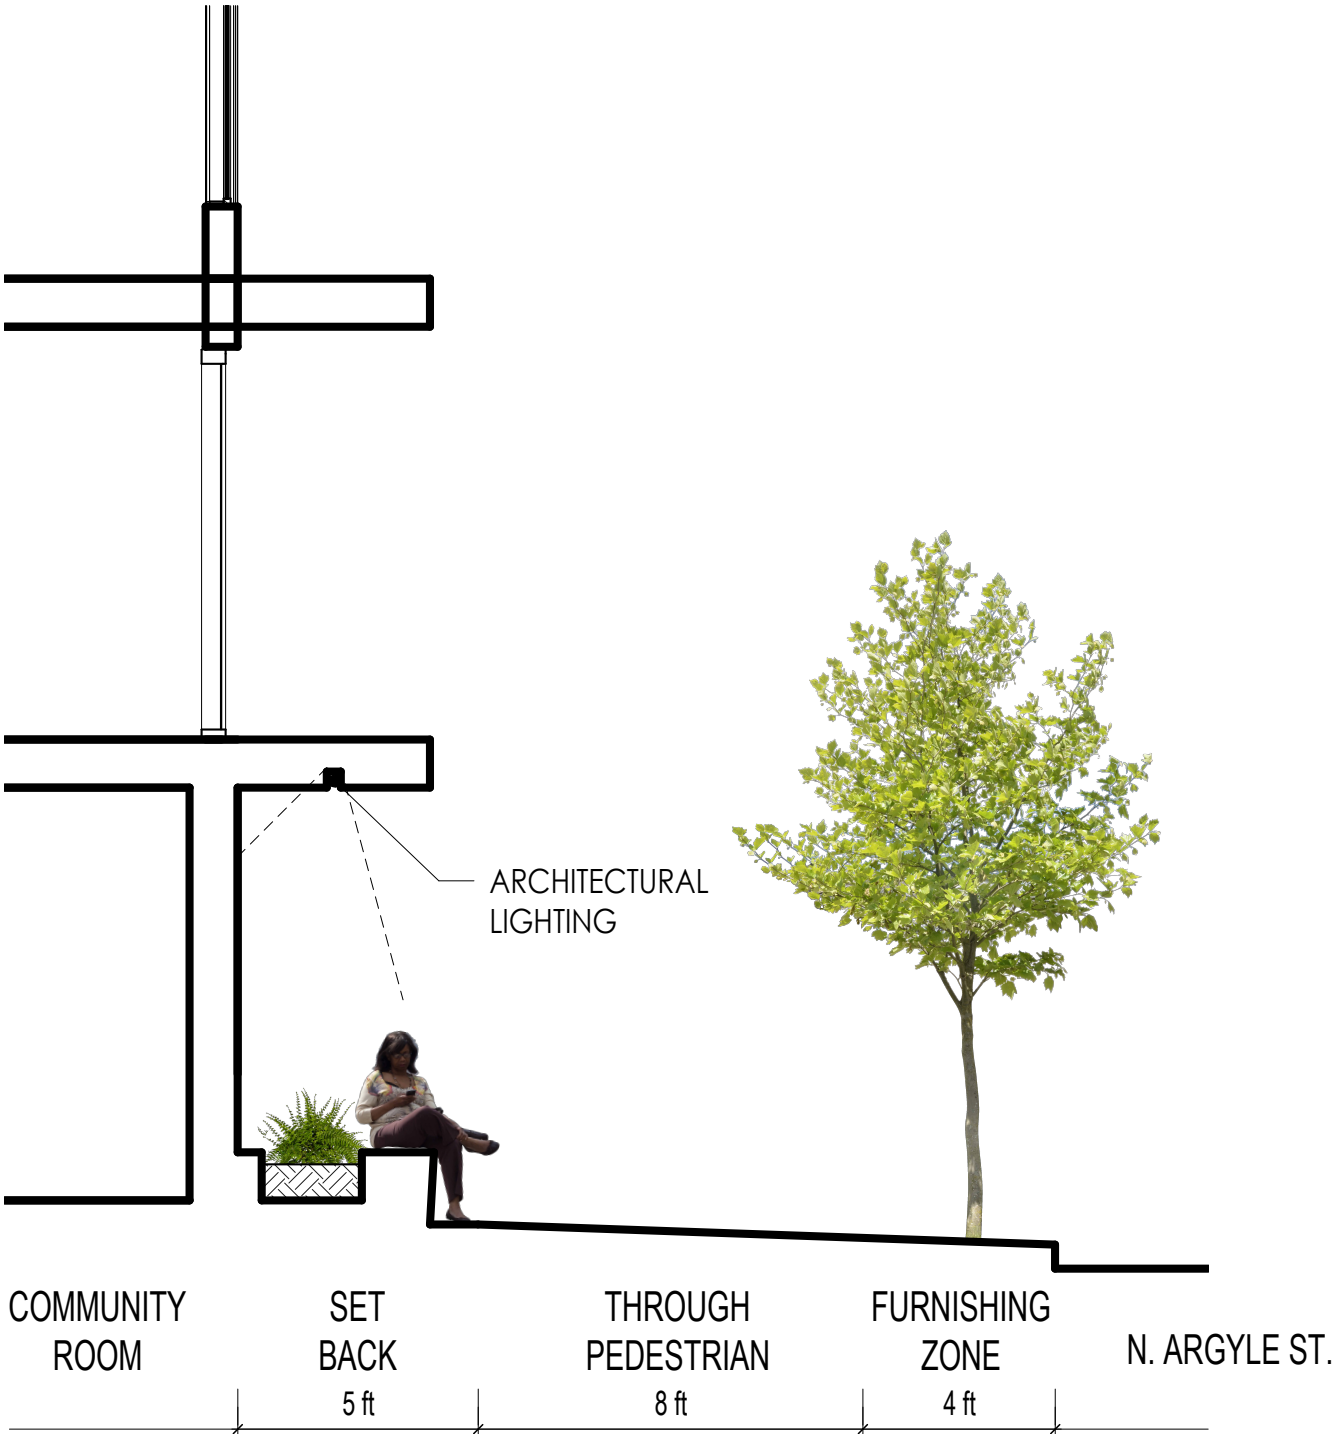 ARCHITECTURAL
LIGHTING
COMMUNITY
ROOM
SET
BACK
5 ft
THROUGH
PEDESTRIAN
8 ft
FURNISHING
ZONE
4 ft
N. ARGYLE ST.